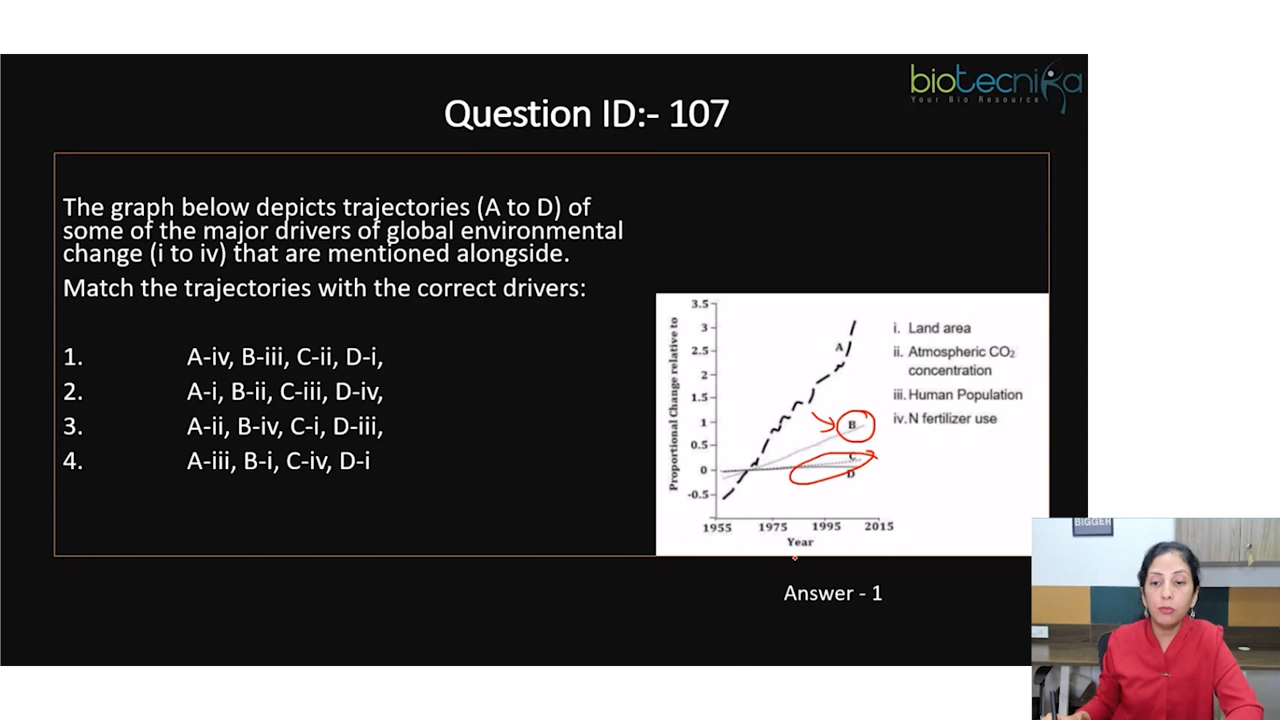 biotecnika
Your Bio Resource
Question ID:- 107
The graph below depicts trajectories (A to D) of
some of the major drivers of global environmental
change (i to iv) that are mentioned alongside.
Match the trajectories with the correct drivers:
1. A-iv, B-iii, C-ii, D-i,
2. A-i, B-ii, C-iii, D-iv,
3. A-ii, B-iv, C-i, D-iii,
4. A-iii, B-i, C-iv, D-i
Proportional Change relative to
3.5
3
2.5
2
1.5
1
0.5
0
-0.5
A
B
C
D
1955 1975 1995 2015
Year
i. Land area
ii. Atmospheric CO₂
concentration
iii. Human Population
iv. N fertilizer use
Answer - 1
BIGGER